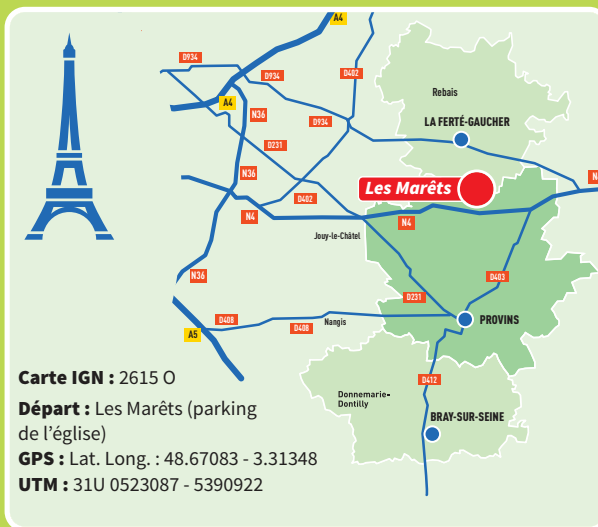 A4
D934
D934
D402
A4
Rebais
N36
D934
LA FERTÉ-GAUCHER
D231
N36
Les Marêts
D402
N4
N4
Jouy-le-Châtel
N36
D403
D231
D408
Nangis
D408
PROVINS
A5
D412
Donnemarie-
Dontilly
BRAY-SUR-SEINE
Carte IGN : 2615 O
Départ : Les Marêts (parking
de l’église)
GPS : Lat. Long. : 48.67083 - 3.31348
UTM : 31U 0523087 - 5390922